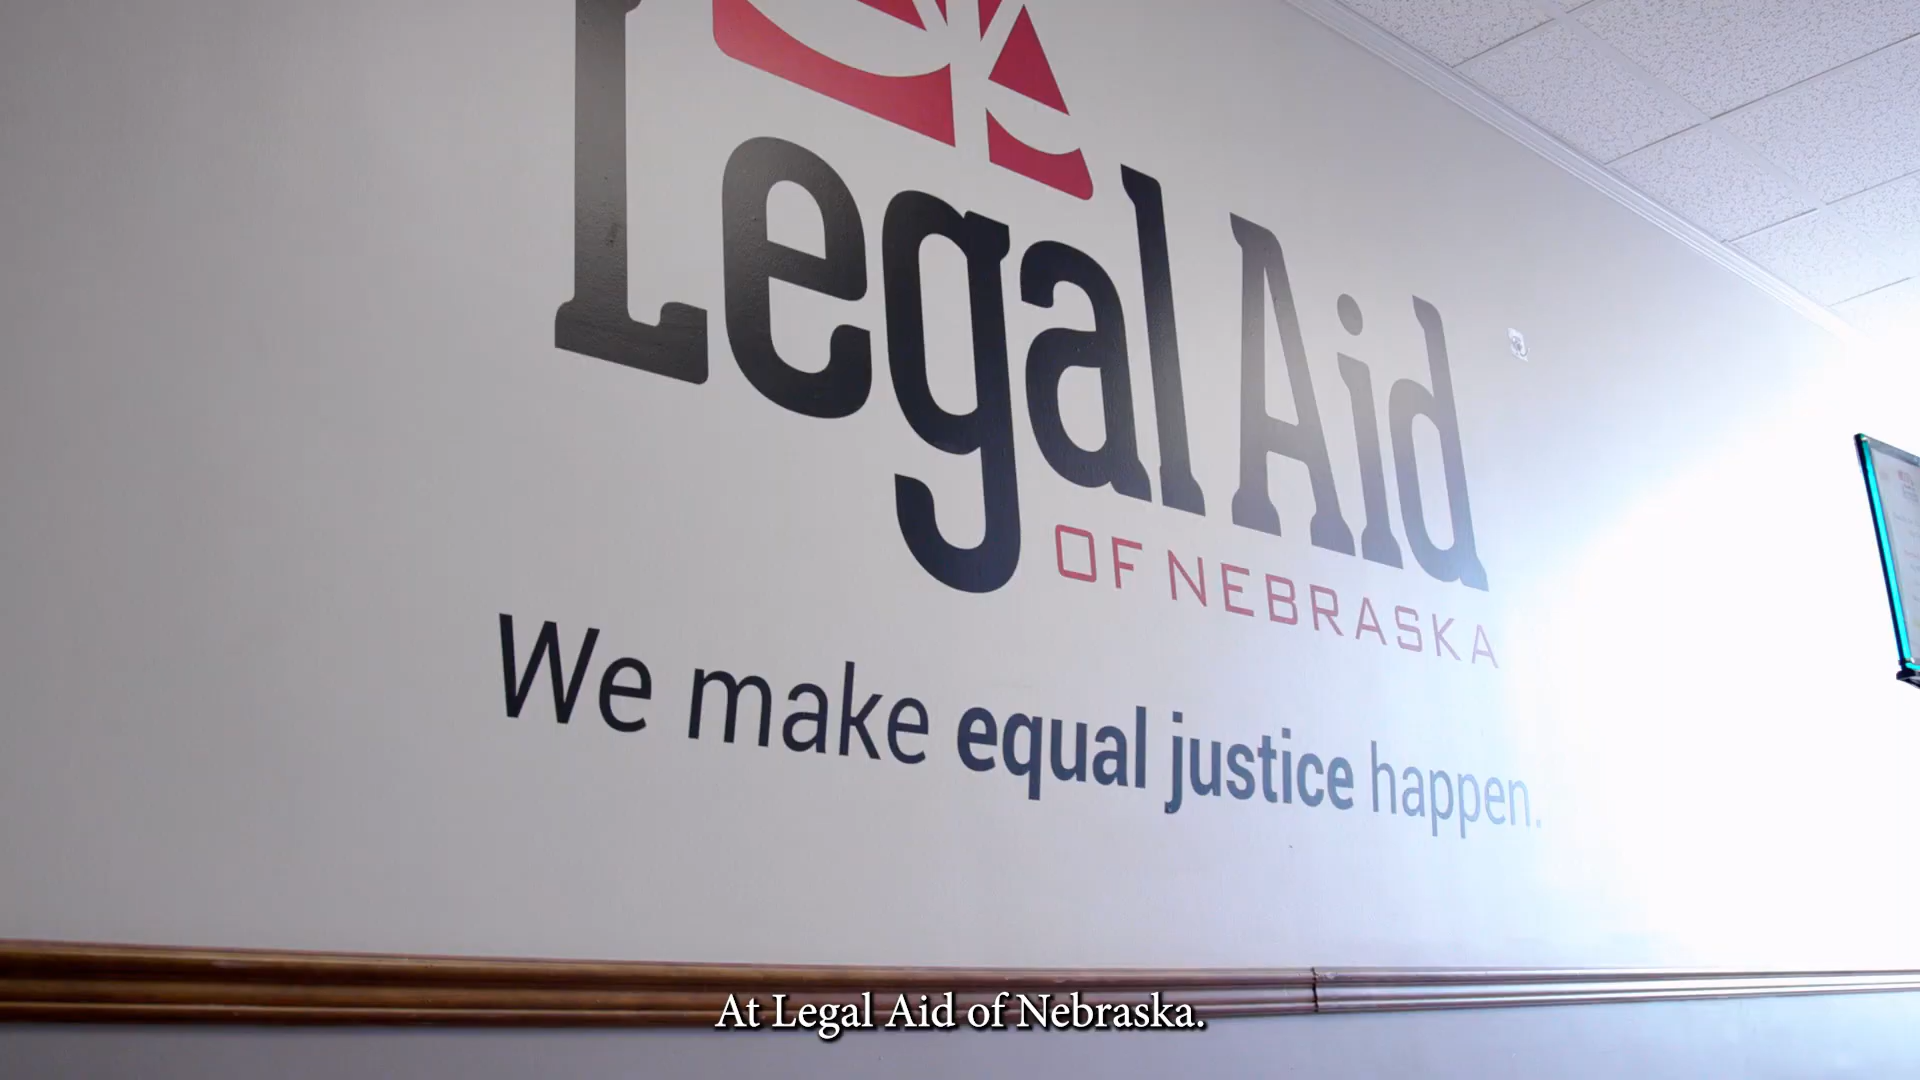 Legal Aid
OF NEBRASKA
We make equal justice happen.
At Legal Aid of Nebraska.